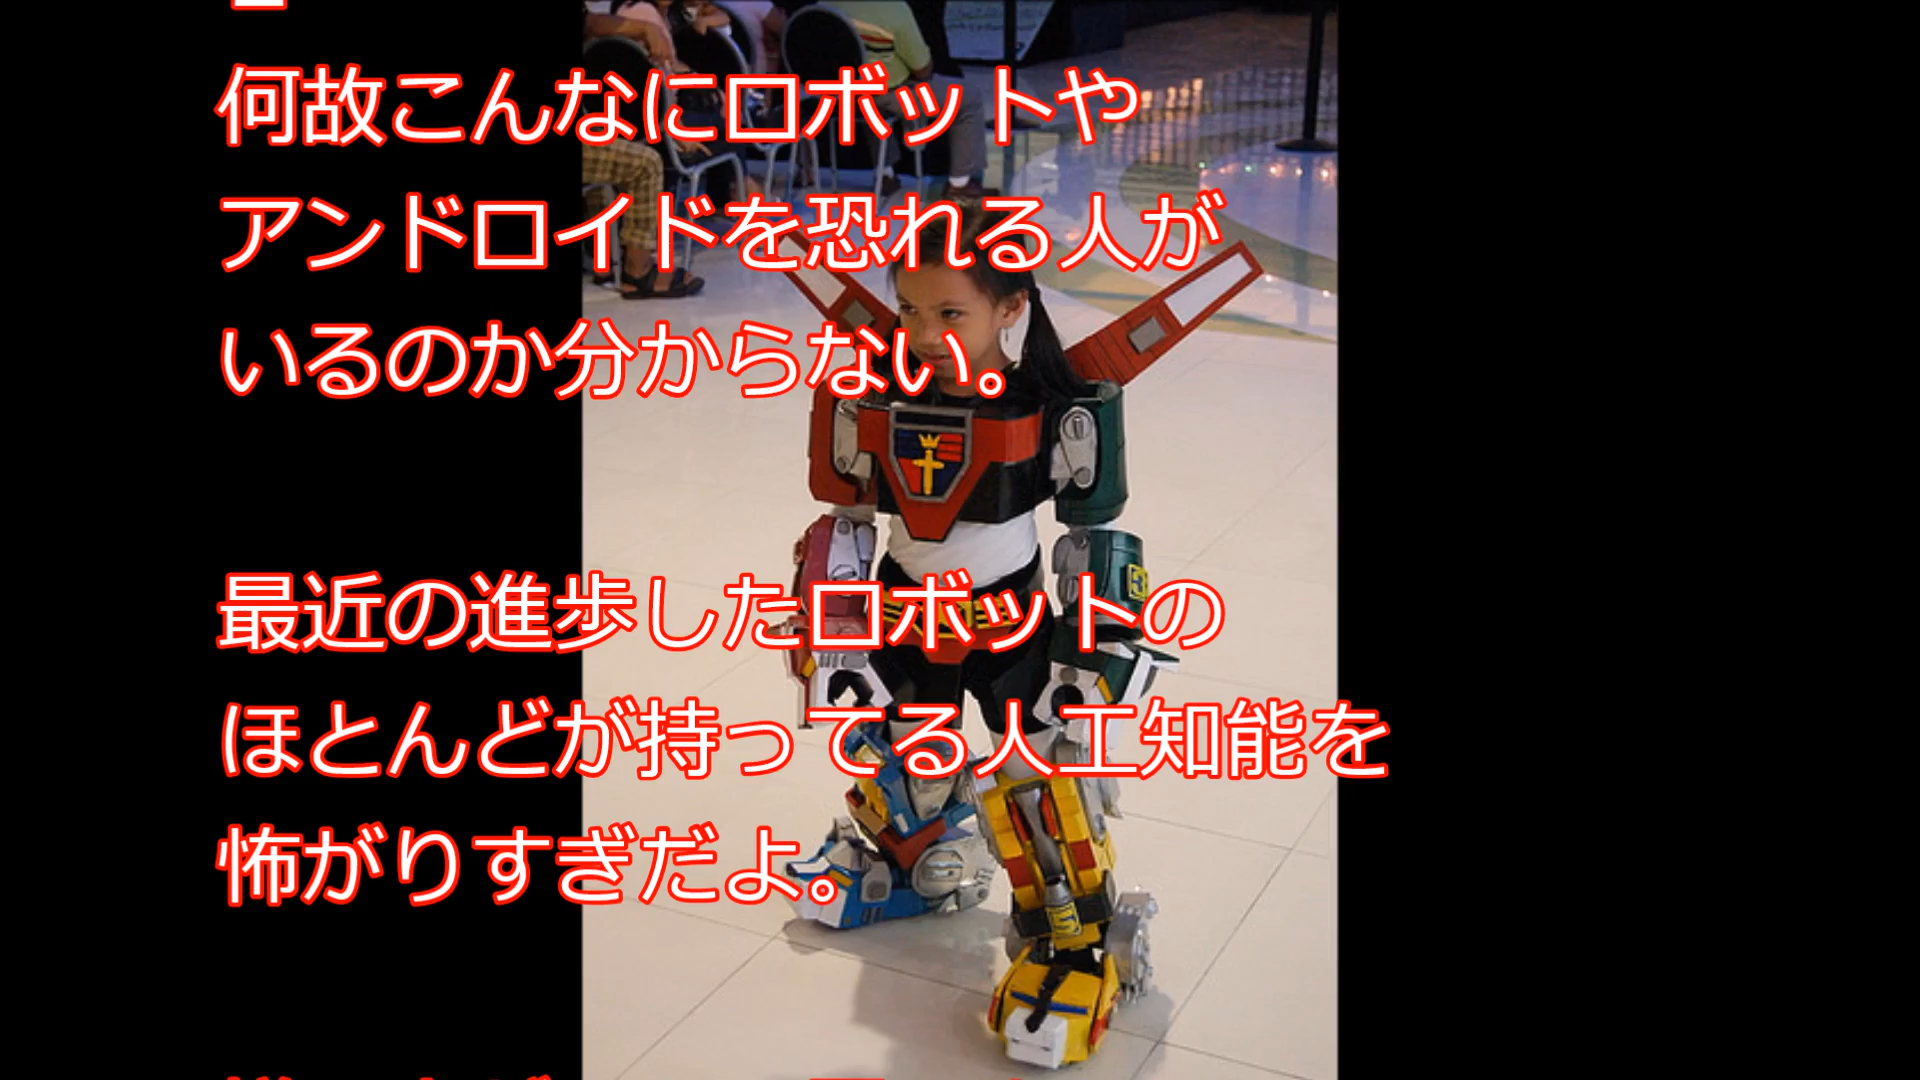 何故こんなにロボットや
アンドロイドを恐れる人が
いるのか分からない。
最近の進歩したロボットの
ほとんどが持ってる人工知能を
怖がりすぎだよ。
3
5